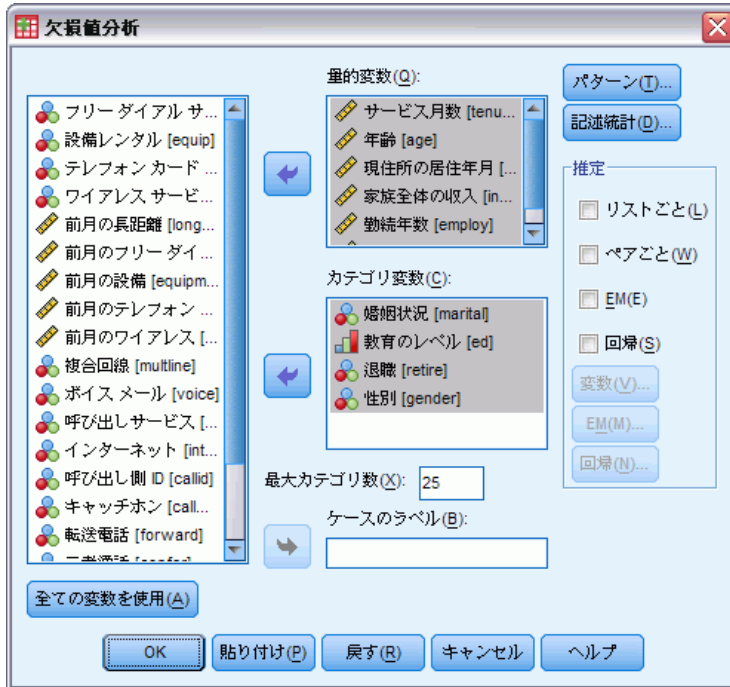 欠損値分析
フリー ダイアル サ...
設備レンタル [equip]
テレフォン カード ...
ワイアレス サービ...
前月の長距離 [long...
前月のフリー ダイ...
前月の設備 [equipm...
前月のテレフォン ...
前月のワイアレス [...
複合回線 [multline]
ボイス メール [voice]
呼び出しサービス [...
インターネット [int...
呼び出し側 ID [callid]
キャッチホン [call...
転送電話 [forward]
全ての変数を使用(A)
量的変数(Q):
サービス月数 [tenu...
年齢 [age]
現住所の居住年月 [...
家族全体の収入 [in...
勤続年数 [employ]
カテゴリ変数(C):
婚姻状況 [marital]
教育のレベル [ed]
退職 [retire]
性別 [gender]
最大カテゴリ数(X): 25
ケースのラベル(B):
パターン(T)...
記述統計(D)...
推定
リストごと(L)
ペアごと(W)
EM(E)
回帰(S)
変数(V)...
EM(M)...
回帰(N)...
OK 貼り付け(P) 戻す(R) キャンセル ヘルプ